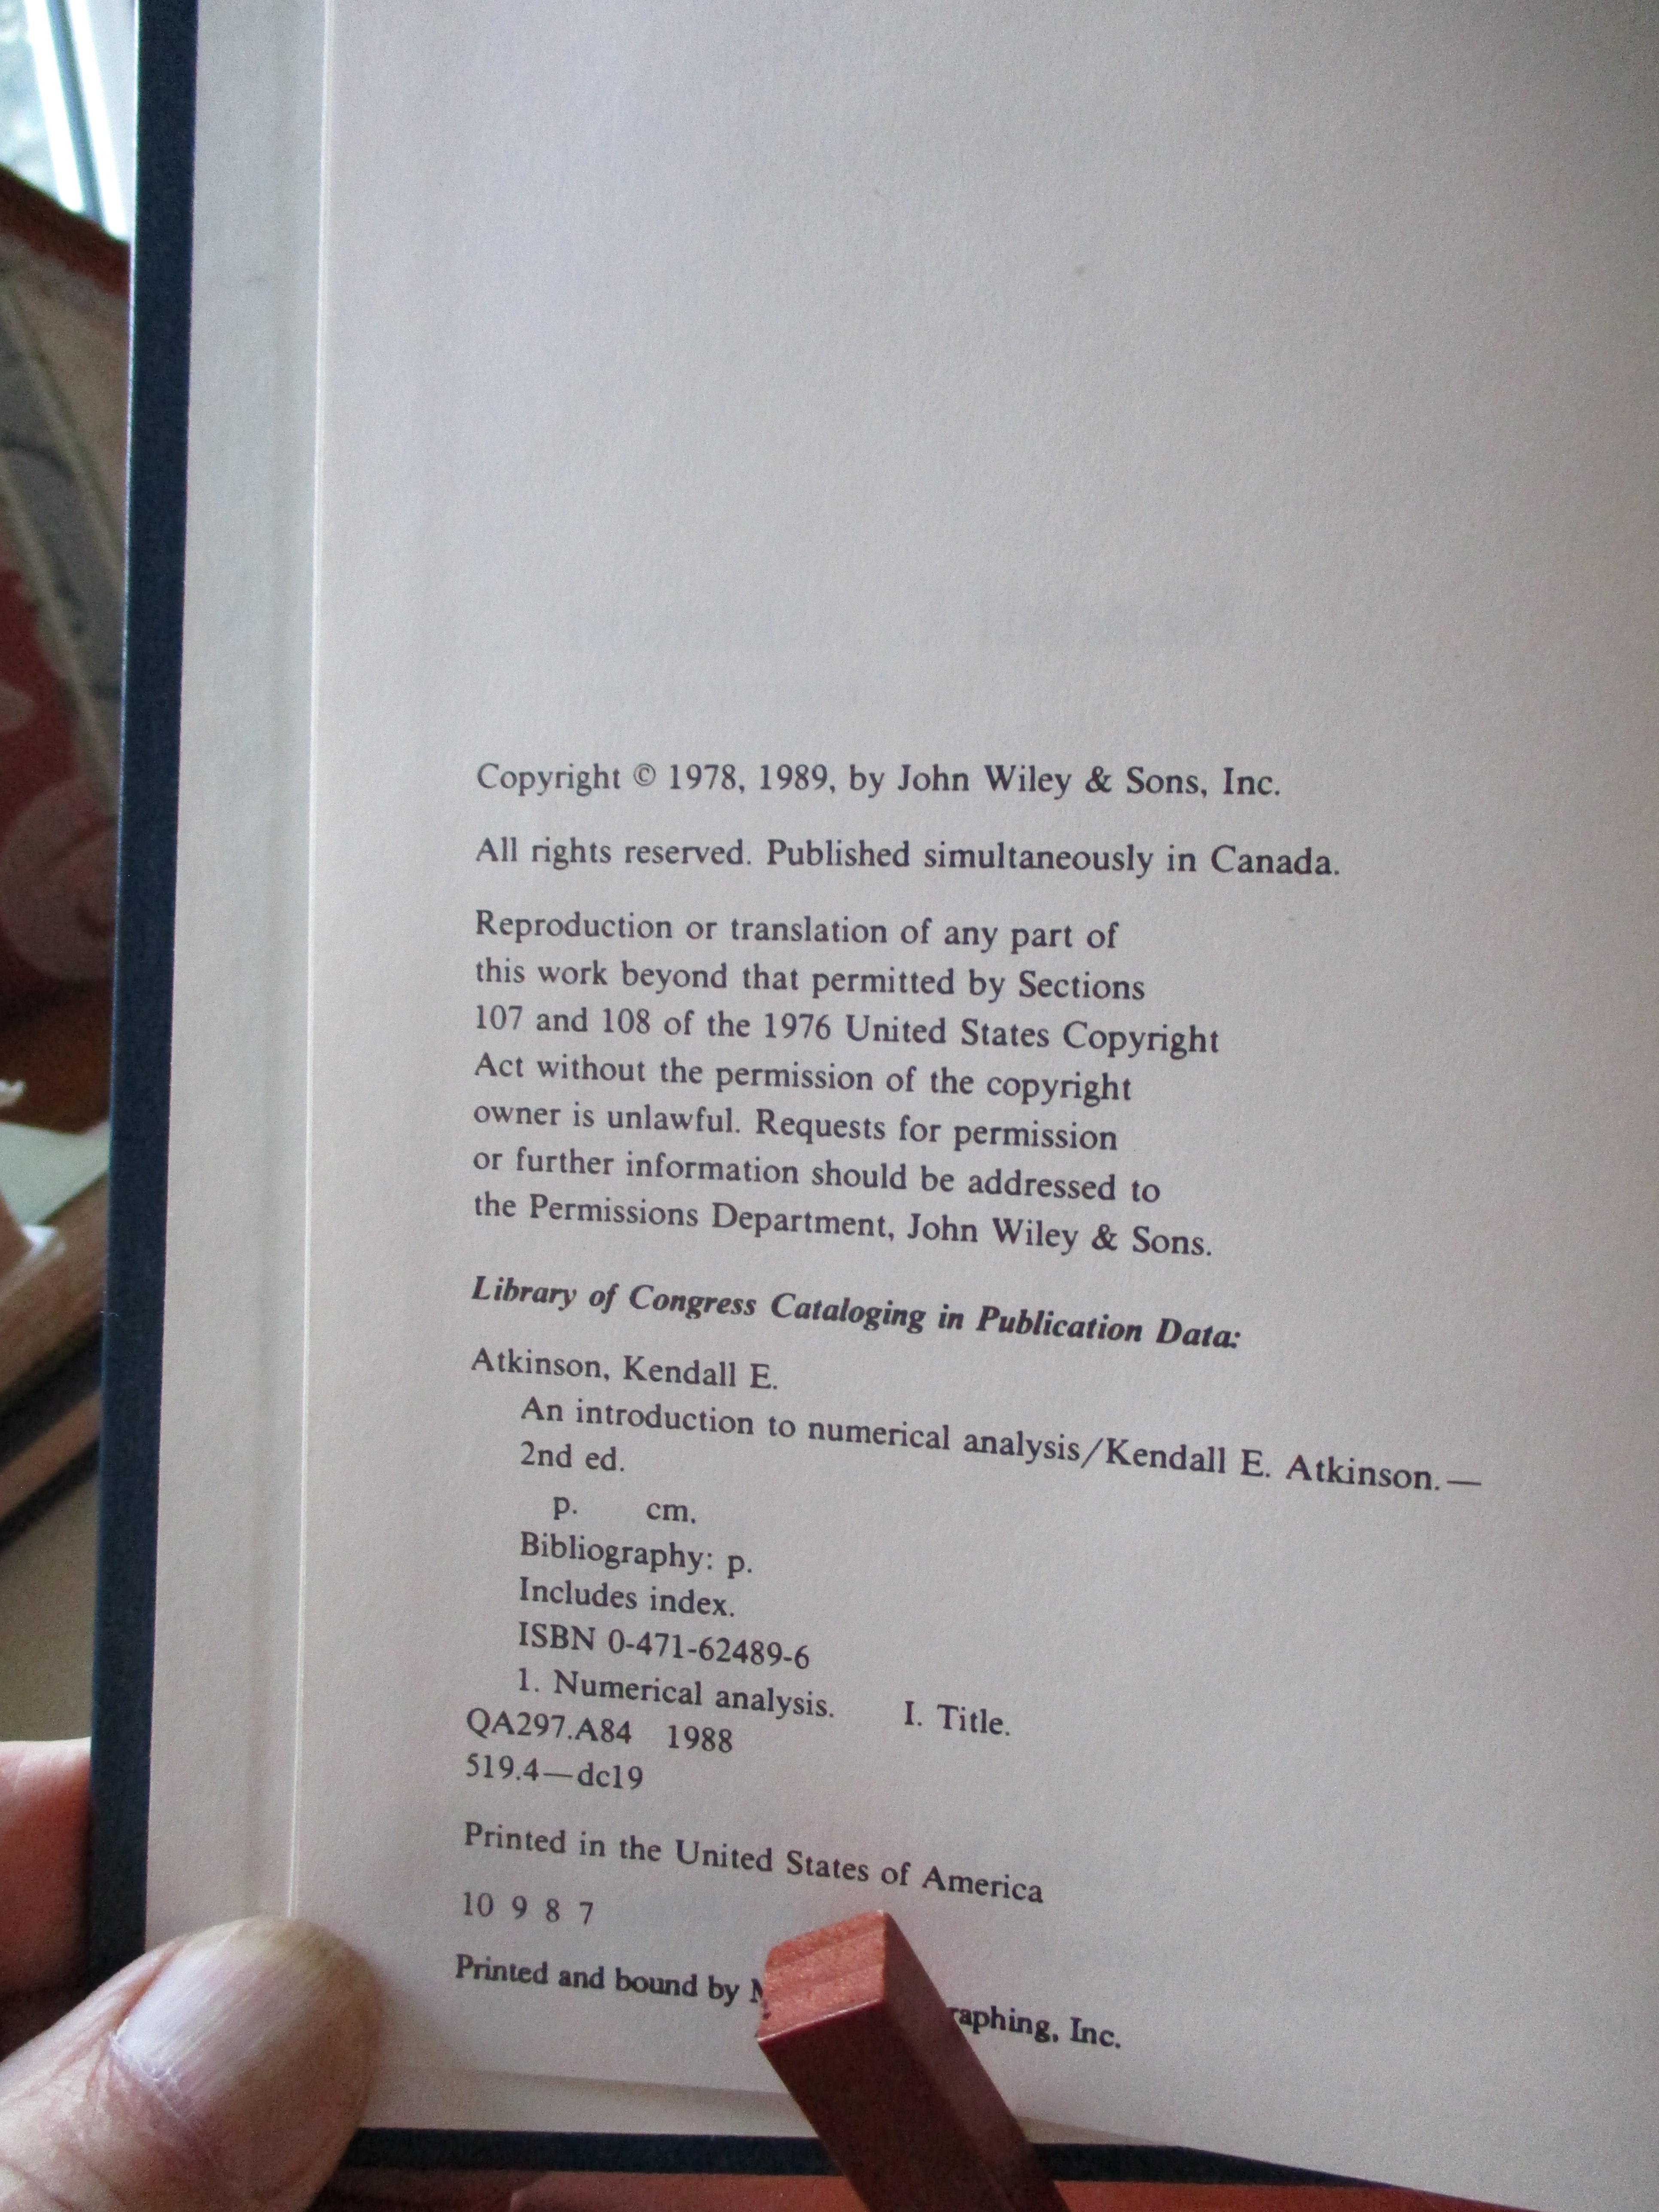 Copyright © 1978, 1989, by John Wiley & Sons, Inc.
All rights reserved. Published simultaneously in Canada.
Reproduction or translation of any part of
this work beyond that permitted by Sections
107 and 108 of the 1976 United States Copyright
Act without the permission of the copyright
owner is unlawful. Requests for permission
or further information should be addressed to
the Permissions Department, John Wiley & Sons.
Library of Congress Cataloging in Publication Data:
Atkinson, Kendall E.
An introduction to numerical analysis/Kendall E. Atkinson.—
2nd ed.
p. cm.
Bibliography: p.
Includes index.
ISBN 0-471-62489-6
1. Numerical analysis. I. Title.
QA297.A84 1988
519.4—dc19
Printed in the United States of America
10 9 8 7
Printed and bound by Inc.